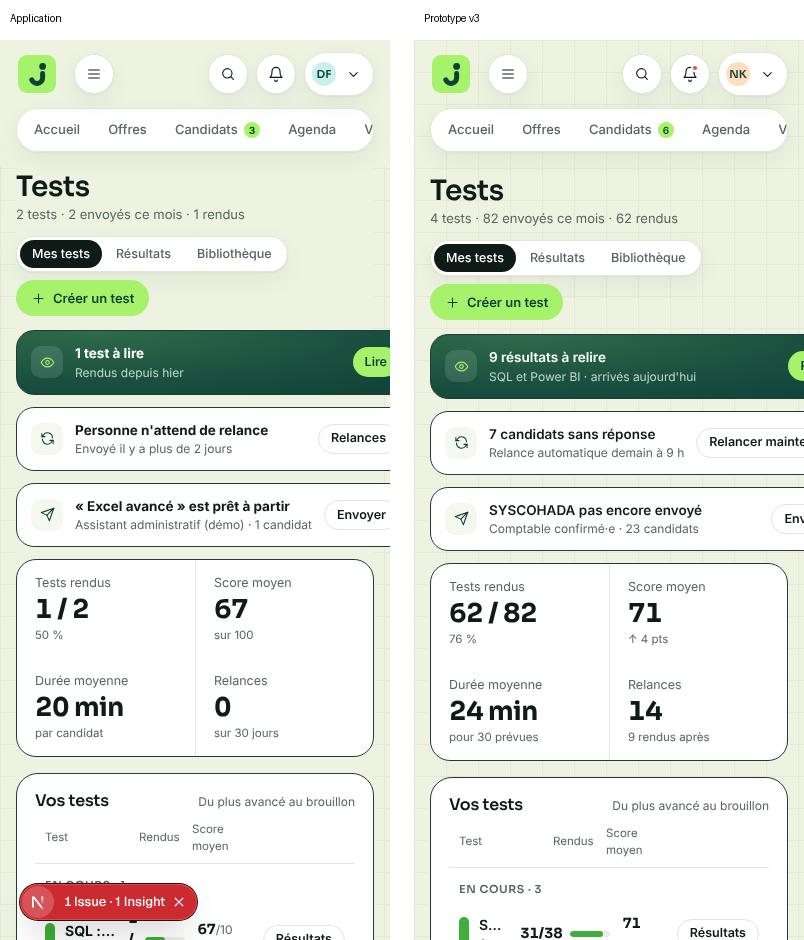 Application
DF
Accueil Offres Candidats 3 Agenda V
Tests
2 tests · 2 envoyés ce mois · 1 rendus
Mes tests Résultats Bibliothèque
Créer un test
1 test à lire
Rendus depuis hier
Lire
Personne n'attend de relance
Envoyé il y a plus de 2 jours
Relances
« Excel avancé » est prêt à partir
Assistant administratif (démo) · 1 candidat
Envoyer
Tests rendus
1 / 2
50 %
Score moyen
67
sur 100
Durée moyenne
20 min
par candidat
Relances
0
sur 30 jours
Vos tests
Du plus avancé au brouillon
Test Rendus Score
moyen
1 Issue · 1 Insight
SQL :...
67/10
Résultats
Prototype v3
NK
Accueil Offres Candidats 6 Agenda V
Tests
4 tests · 82 envoyés ce mois · 62 rendus
Mes tests Résultats Bibliothèque
Créer un test
9 résultats à relire
SQL et Power BI · arrivés aujourd'hui
7 candidats sans réponse
Relance automatique demain à 9 h
Relancer mainte
SYSCOHADA pas encore envoyé
Comptable confirmé·e · 23 candidats
Env
Tests rendus
62 / 82
76 %
Score moyen
71
↑ 4 pts
Durée moyenne
24 min
pour 30 prévues
Relances
14
9 rendus après
Vos tests
Du plus avancé au brouillon
Test Rendus Score
moyen
EN COURS · 3
S...
31/38
71
Résultats